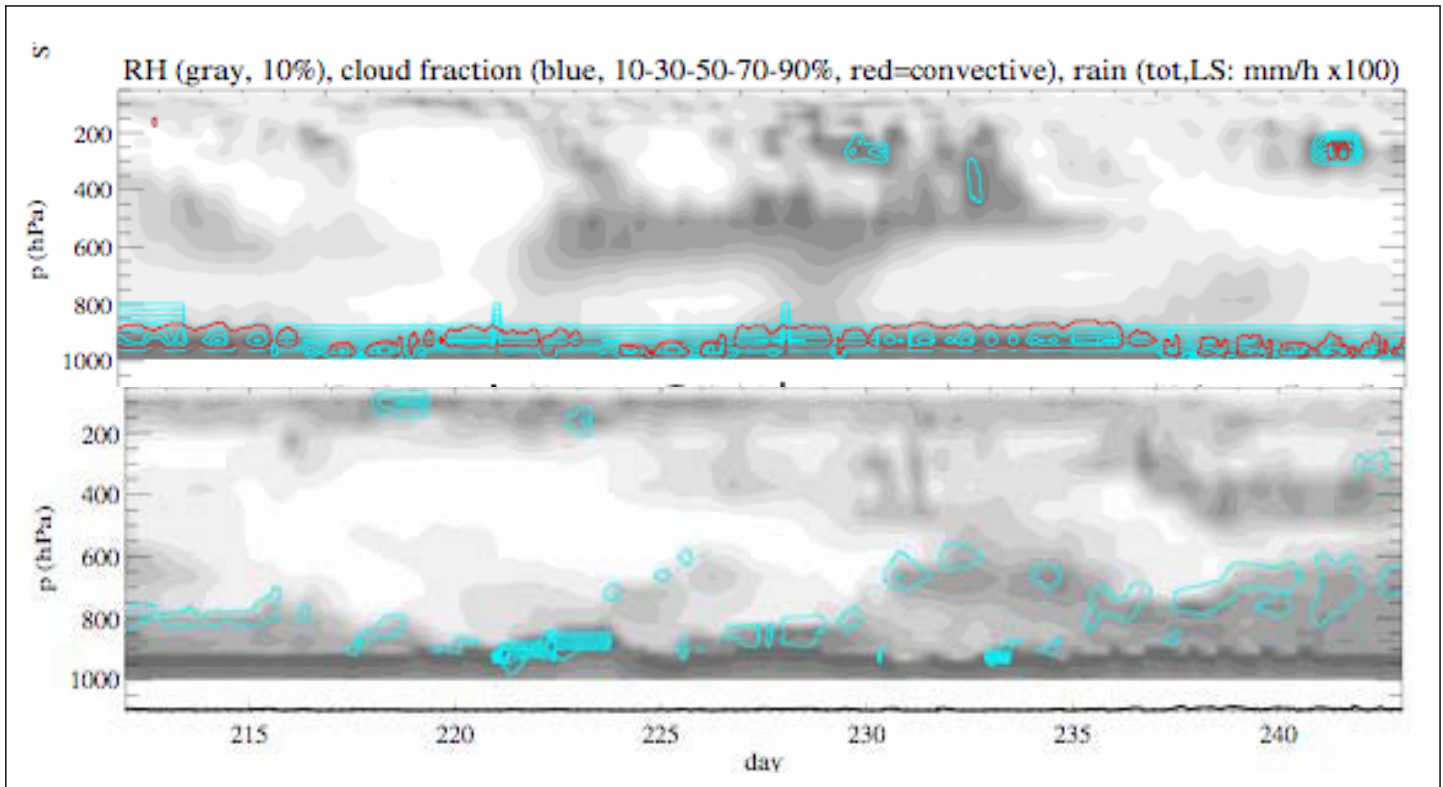 RH (gray, 10%), cloud fraction (blue, 10-30-50-70-90%, red=convective), rain (tot,LS: mm/h x100)
200
400
600
800
1000
p (hPa)
200
400
600
800
1000
p (hPa)
215 220 225 230 235 240
day